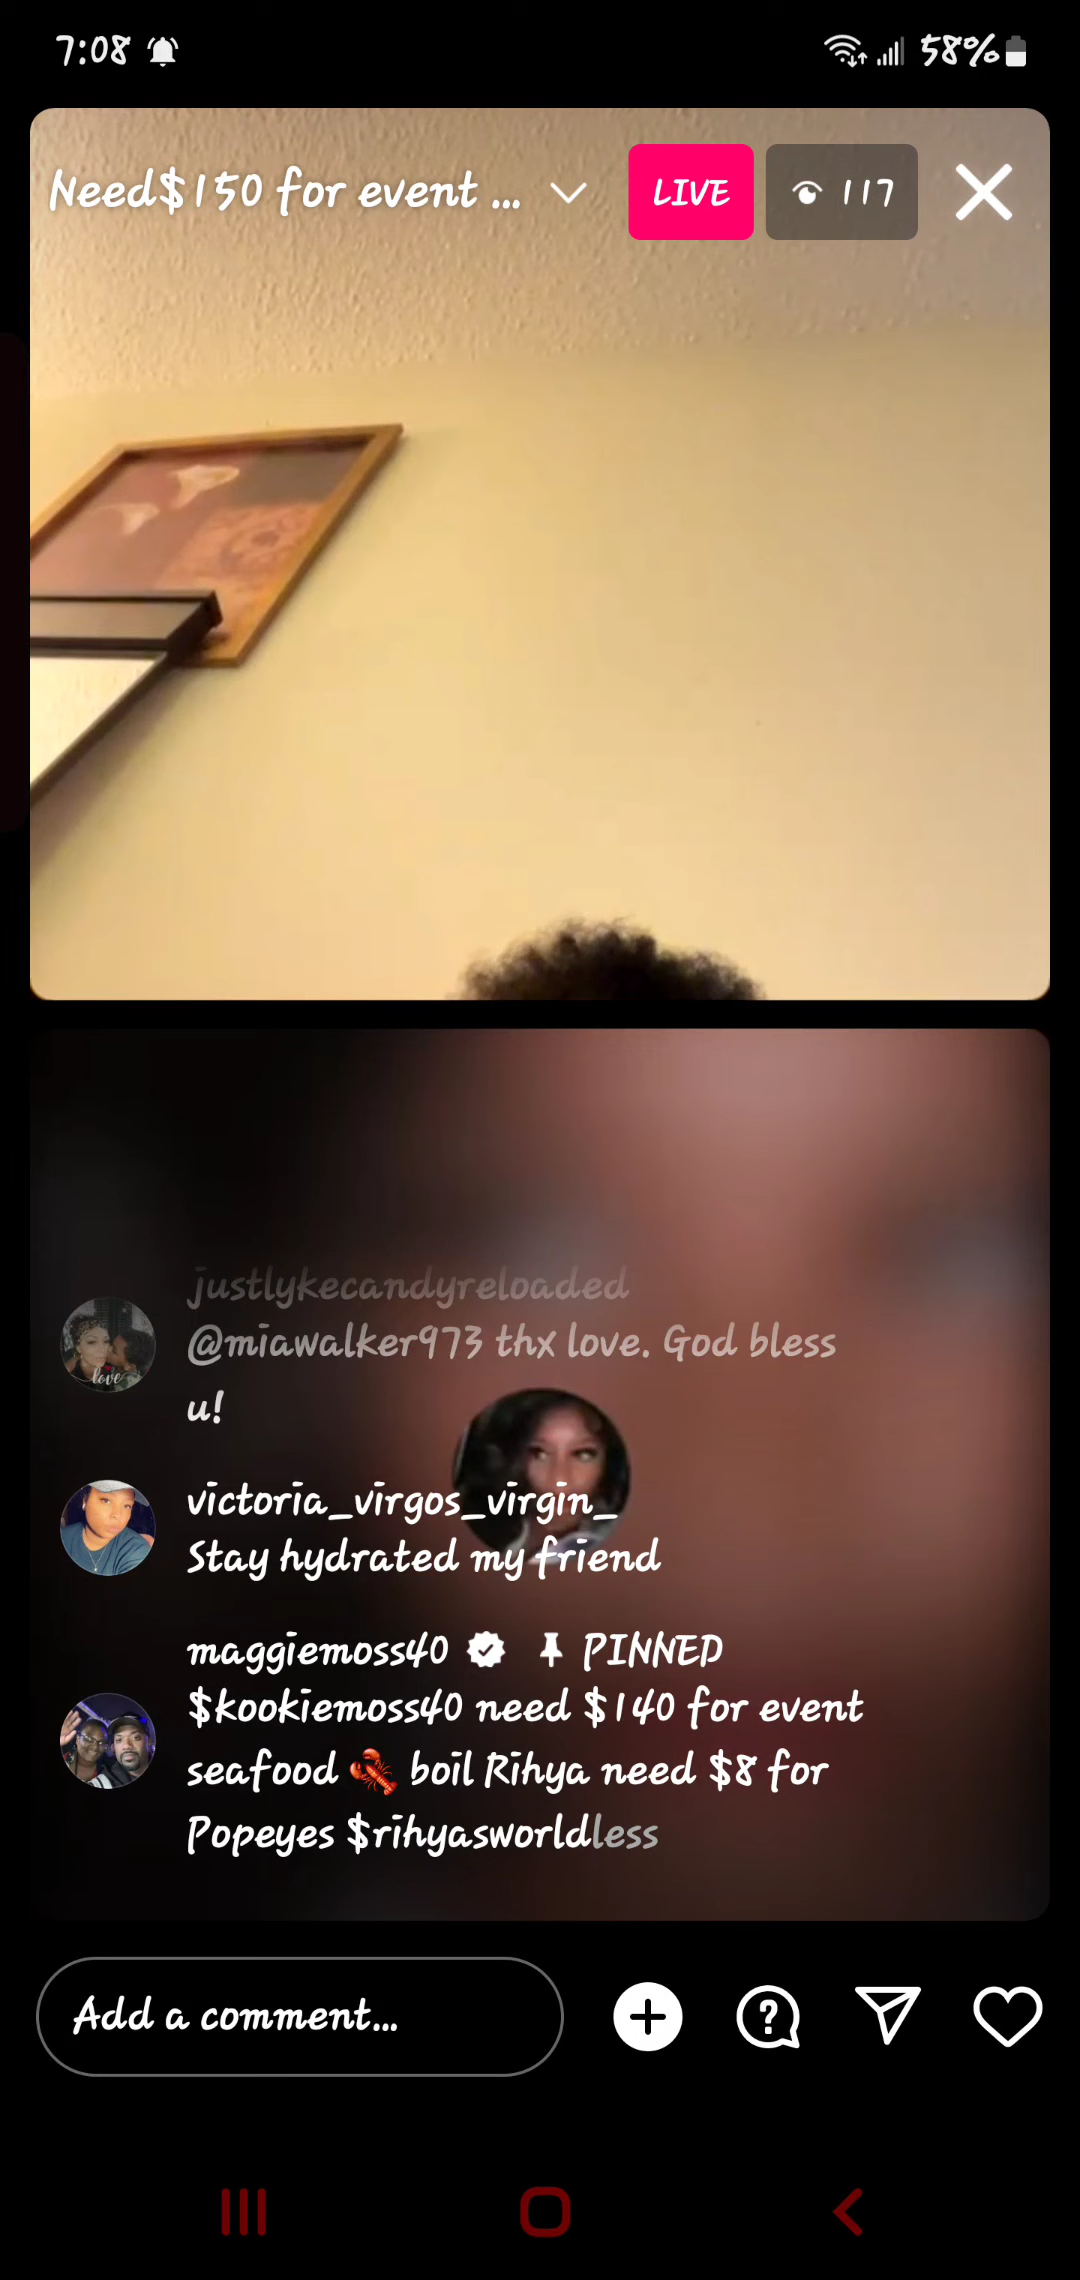 7:08
58%
Need$150 for event ...
LIVE
117
justlykecandyreloaded
@miawalker973 thx love. God bless
u!
love
victoria_virgos_virgin_
Stay hydrated my friend
maggiemoss40 PINNED
$kookiemoss40 need $140 for event
seafood 🦞 boil Rihya need $8 for
Popeyes $rihyasworldless
Add a comment...